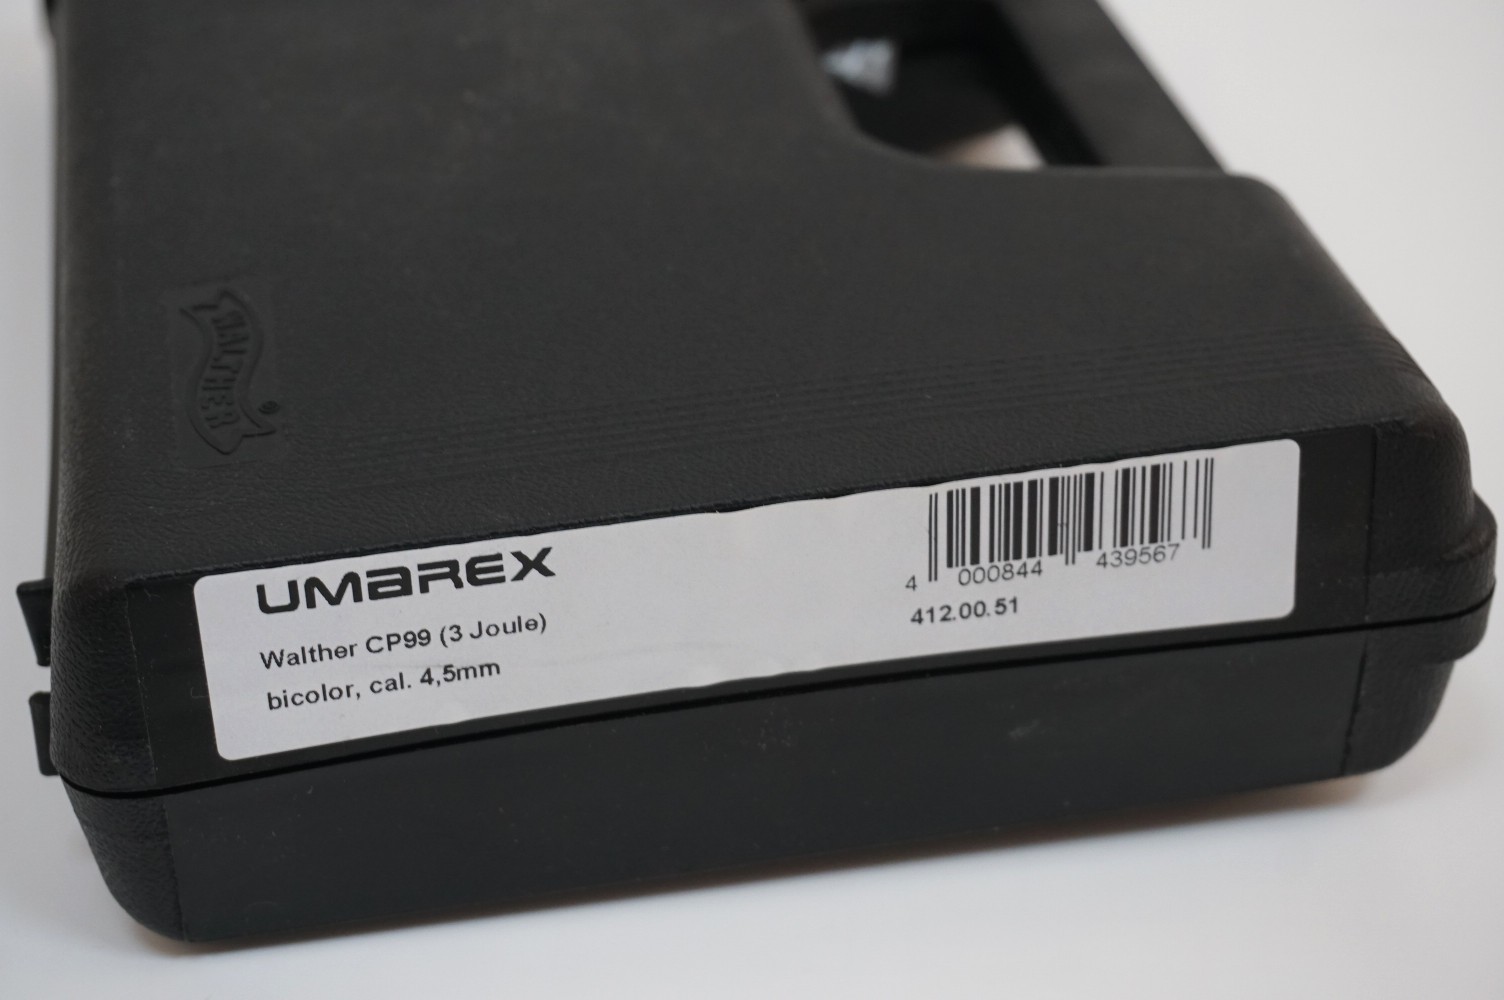 WALTHER®
UMAREX
Walther CP99 (3 Joule)
bicolor, cal. 4,5mm
4 000844 439567
412.00.51